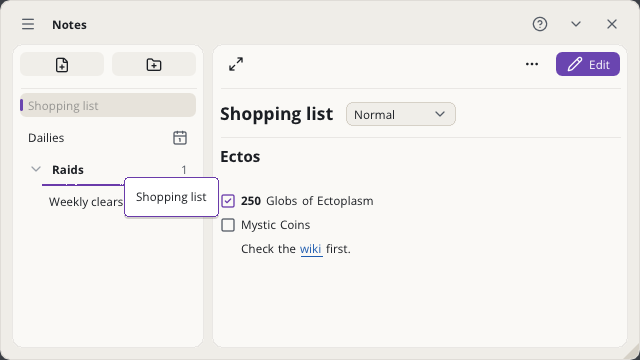 Notes
Shopping list
Dailies
Raids 1
Weekly clears
Shopping list
Edit
Shopping list Normal
Ectos
250 Globs of Ectoplasm
Mystic Coins
Check the wiki first.